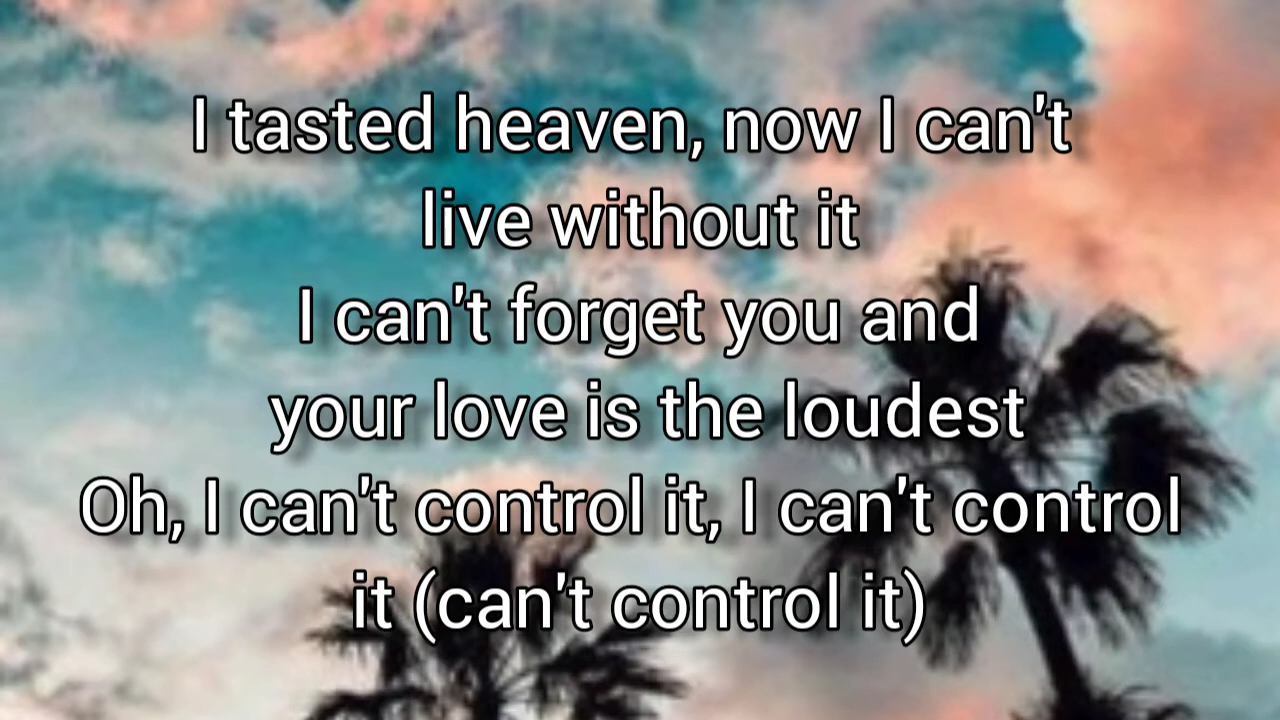 I tasted heaven, now I can't
live without it
I can't forget you and
your love is the loudest
Oh, I can't control it, I can't control
it (can't control it)